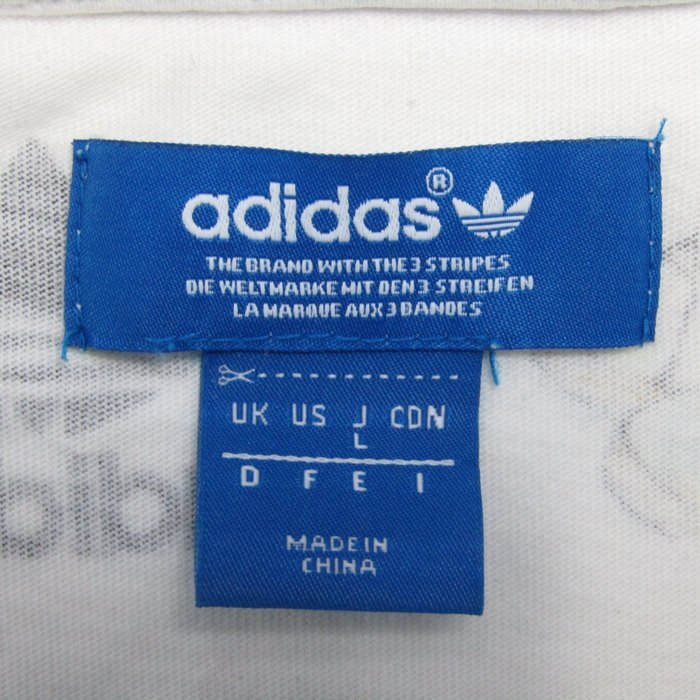 adidas®
THE BRAND WITH THE 3 STRIPES
DIE WELTMARKE MIT DEN 3 STREIFEN
LA MARQUE AUX 3 BANDES
UK US J CDN
L
D F E I
MADE IN
CHINA